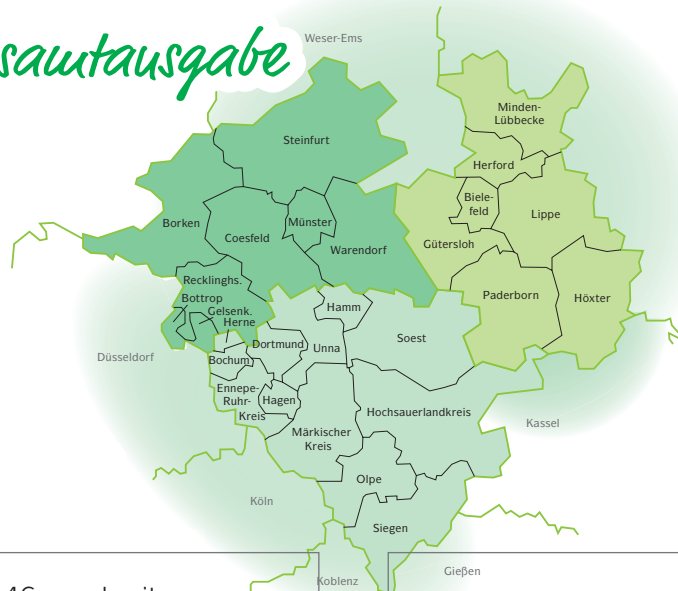 samtausgabe
Weser-Ems
Minden-
Lübbecke
Steinfurt
Herford
Biele-
feld
Lippe
Borken
Münster
Coesfeld
Warendorf
Gütersloh
Recklinghs.
Bottrop
Gelsenk.
Herne
Paderborn
Höxter
Hamm
Soest
Dortmund
Unna
Düsseldorf
Bochum
Ennepe-
Ruhr-
Kreis
Hagen
Hochsauerlandkreis
Kassel
Märkischer
Kreis
Olpe
Köln
Siegen
Gießen
Koblenz